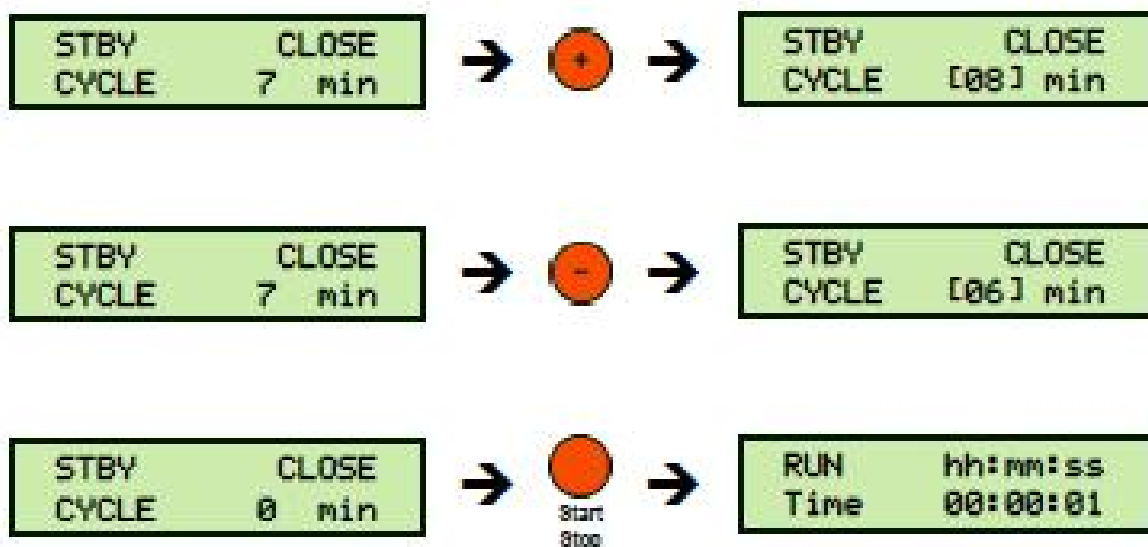 STBY CLOSE
CYCLE 7 min
+
STBY CLOSE
CYCLE [08] min
STBY CLOSE
CYCLE 7 min
-
STBY CLOSE
CYCLE [06] min
STBY CLOSE
CYCLE 0 min
Start
Stop
RUN hh:mm:ss
Time 00:00:01